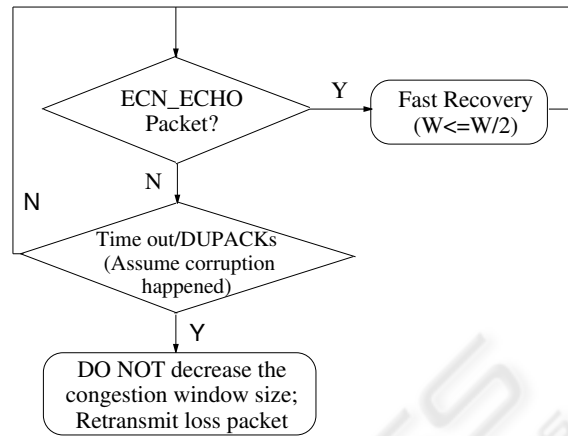 ECN_ECHO
Packet?
Y
Fast Recovery
(W<=W/2)
N
N
Time out/DUPACKs
(Assume corruption
happened)
Y
DO NOT decrease the
congestion window size;
Retransmit loss packet